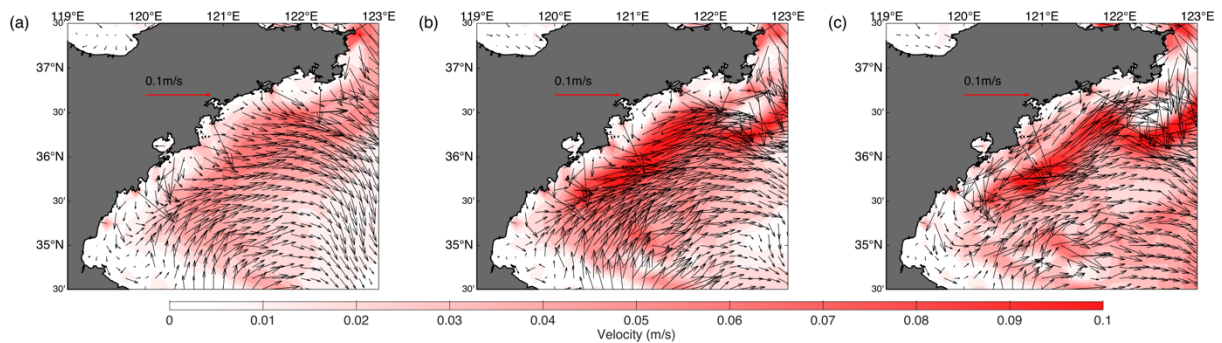 (a) 119°E 120°E 121°E 122°E 123°E (b) 119°E 120°E 121°E 122°E 123°E (c) 119°E 120°E 121°E 122°E 123°E
37°N 37°N 37°N
0.1m/s 0.1m/s 0.1m/s
30' 30' 30'
36°N 36°N 36°N
30' 30' 30'
35°N 35°N 35°N
30' 30' 30'
0 0.01 0.02 0.03 0.04 0.05 0.06 0.07 0.08 0.09 0.1
Velocity (m/s)